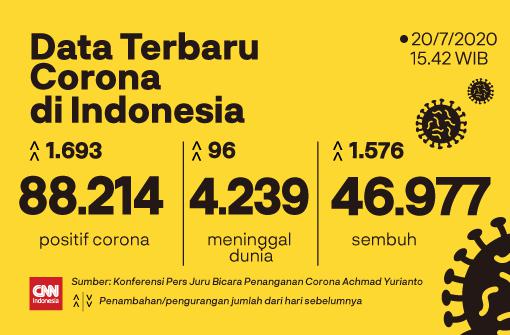 Data Terbaru
Corona
di Indonesia
20/7/2020
15.42 WIB
1.693
88.214
positif corona
96
4.239
meninggal
dunia
1.576
46.977
sembuh
CNN
Indonesia
Sumber: Konferensi Pers Juru Bicara Penanganan Corona Achmad Yurianto
Penambahan/pengurangan jumlah dari hari sebelumnya